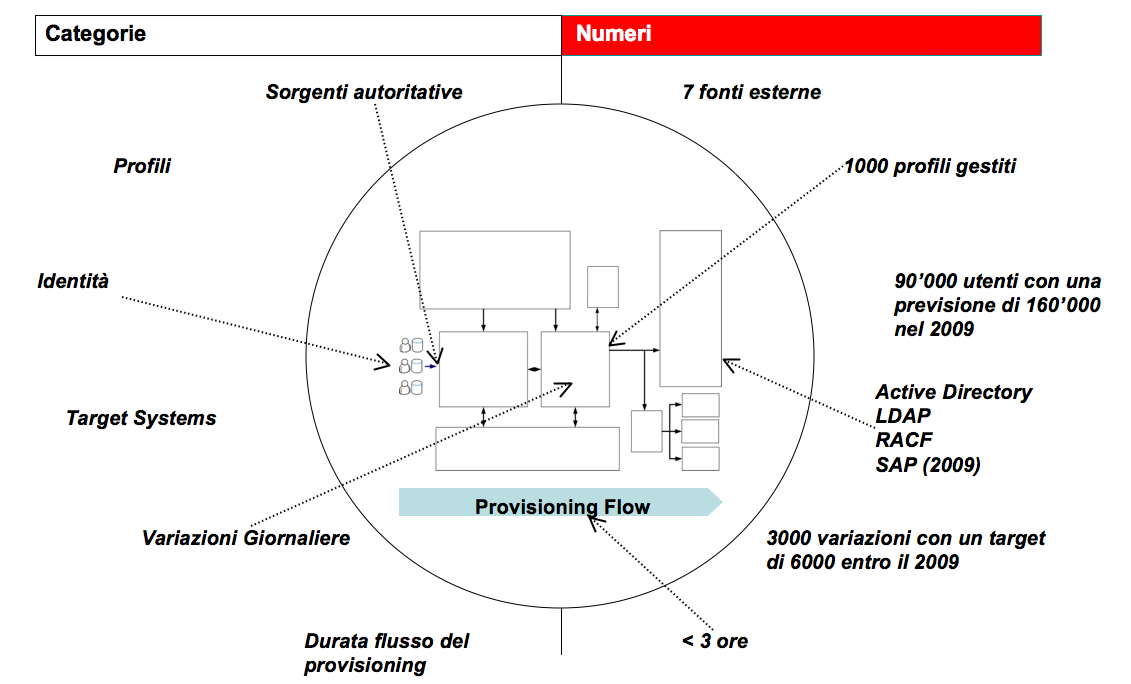 Categorie
Numeri
Sorgenti autoritative
7 fonti esterne
Profili
1000 profili gestiti
Identità
90’000 utenti con una
previsione di 160’000
nel 2009
Target Systems
Active Directory
LDAP
RACF
SAP (2009)
Provisioning Flow
Variazioni Giornaliere
3000 variazioni con un target
di 6000 entro il 2009
Durata flusso del
provisioning
< 3 ore